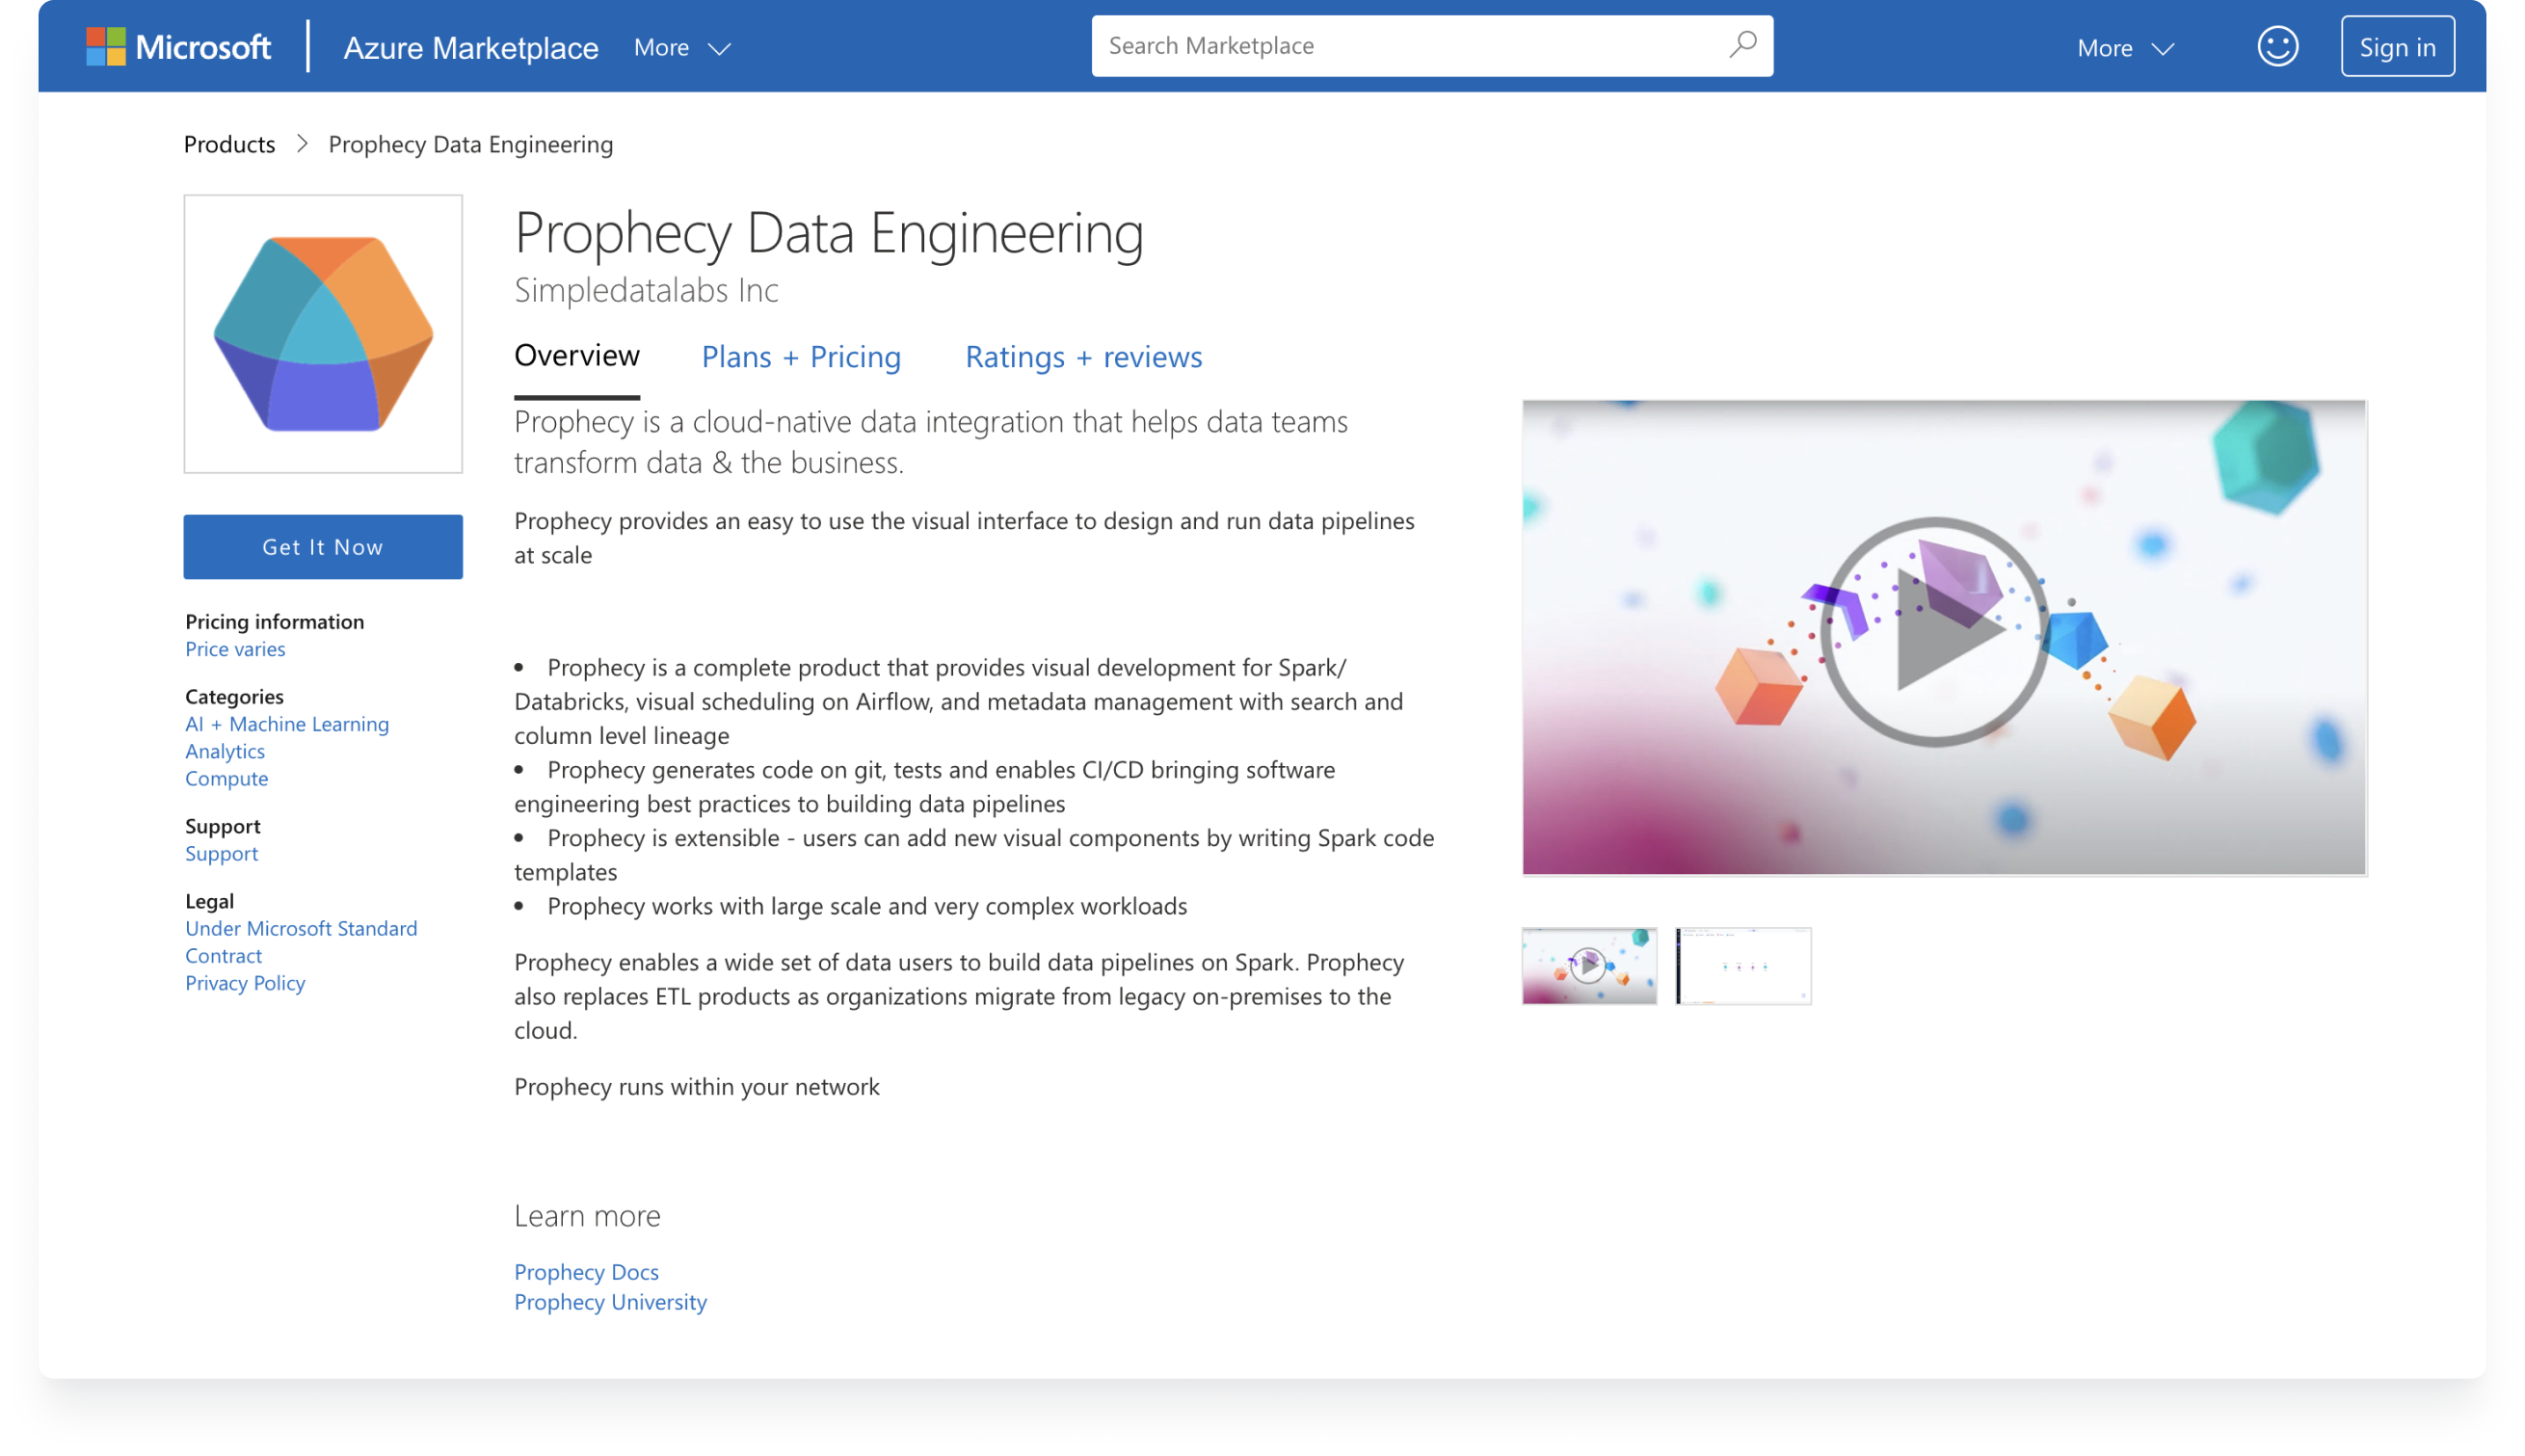 Microsoft
Azure Marketplace
More
Search Marketplace
More
Sign in
Products
Prophecy Data Engineering
Prophecy Data Engineering
Simpledatalabs Inc
Overview
Plans + Pricing
Ratings + reviews
Get It Now
Pricing information
Price varies
Categories
AI + Machine Learning
Analytics
Compute
Support
Support
Legal
Under Microsoft Standard
Contract
Privacy Policy
Prophecy is a cloud-native data integration that helps data teams
transform data & the business.
Prophecy provides an easy to use the visual interface to design and run data pipelines
at scale
• Prophecy is a complete product that provides visual development for Spark/
Databricks, visual scheduling on Airflow, and metadata management with search and
column level lineage
• Prophecy generates code on git, tests and enables CI/CD bringing software
engineering best practices to building data pipelines
• Prophecy is extensible - users can add new visual components by writing Spark code
templates
• Prophecy works with large scale and very complex workloads
Prophecy enables a wide set of data users to build data pipelines on Spark. Prophecy
also replaces ETL products as organizations migrate from legacy on-premises to the
cloud.
Prophecy runs within your network
Learn more
Prophecy Docs
Prophecy University